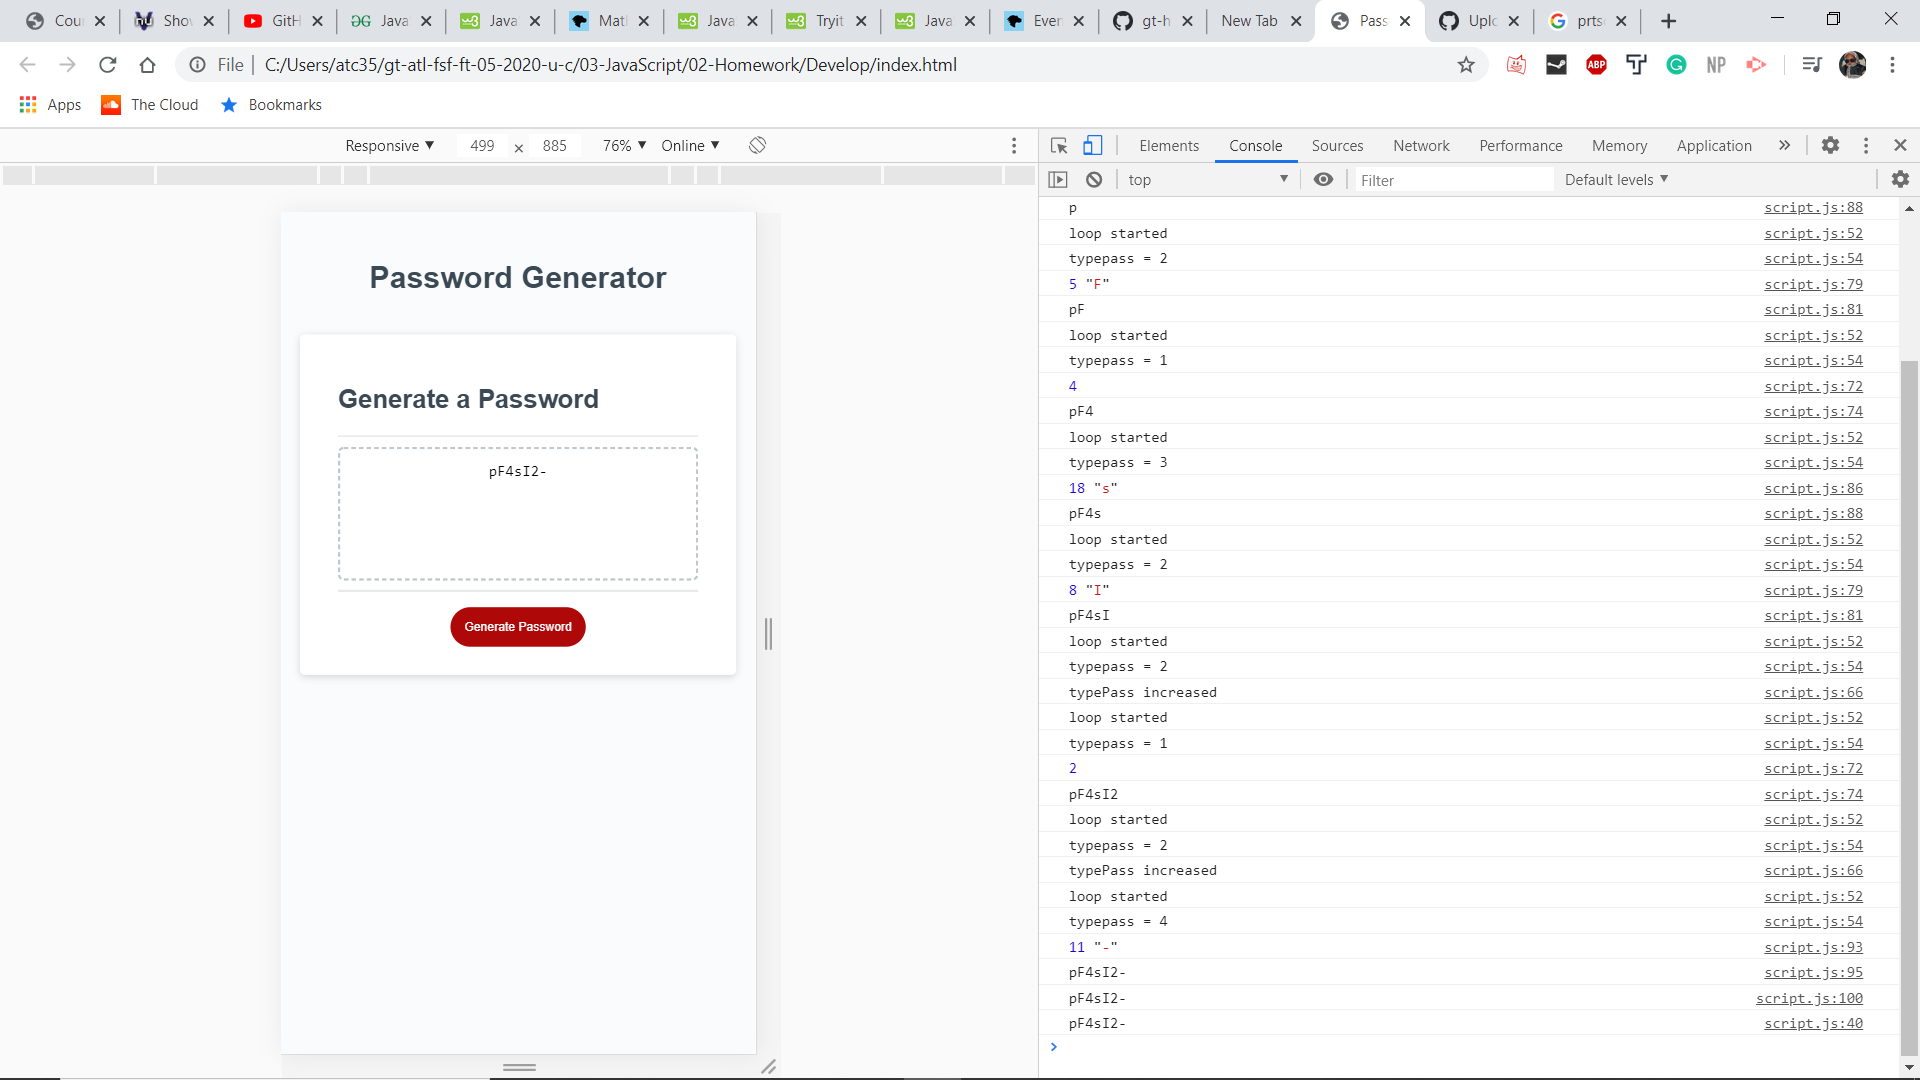 Cour Show GitH Java Java Matl Java Tryit Java Even gt-h New Tab Pass Uplo prts
File C:/Users/atc35/gt-atl-fsf-ft-05-2020-u-c/03-JavaScript/02-Homework/Develop/index.html
ABP NP
Apps The Cloud Bookmarks
Responsive ▼ 499 × 885 76% ▼ Online ▼
Elements Console Sources Network Performance Memory Application »
top ▼ Filter Default levels ▼
Password Generator
Generate a Password
pF4sI2-
Generate Password
p script.js:88
loop started script.js:52
typepass = 2 script.js:54
5 "F" script.js:79
pF script.js:81
loop started script.js:52
typepass = 1 script.js:54
4 script.js:72
pF4 script.js:74
loop started script.js:52
typepass = 3 script.js:54
18 "s" script.js:86
pF4s script.js:88
loop started script.js:52
typepass = 2 script.js:54
8 "I" script.js:79
pF4sI script.js:81
loop started script.js:52
typepass = 2 script.js:54
typePass increased script.js:66
loop started script.js:52
typepass = 1 script.js:54
2 script.js:72
pF4sI2 script.js:74
loop started script.js:52
typepass = 2 script.js:54
typePass increased script.js:66
loop started script.js:52
typepass = 4 script.js:54
11 "-" script.js:93
pF4sI2- script.js:95
pF4sI2- script.js:100
pF4sI2- script.js:40